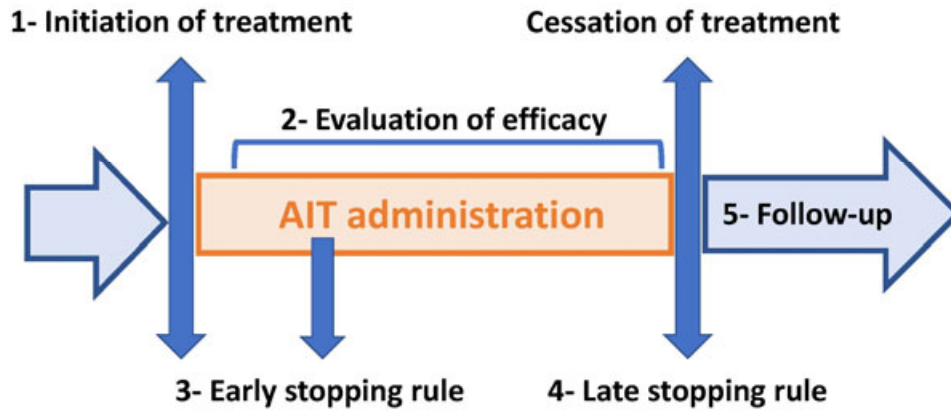 1- Initiation of treatment
Cessation of treatment
2- Evaluation of efficacy
AIT administration
5- Follow-up
3- Early stopping rule
4- Late stopping rule